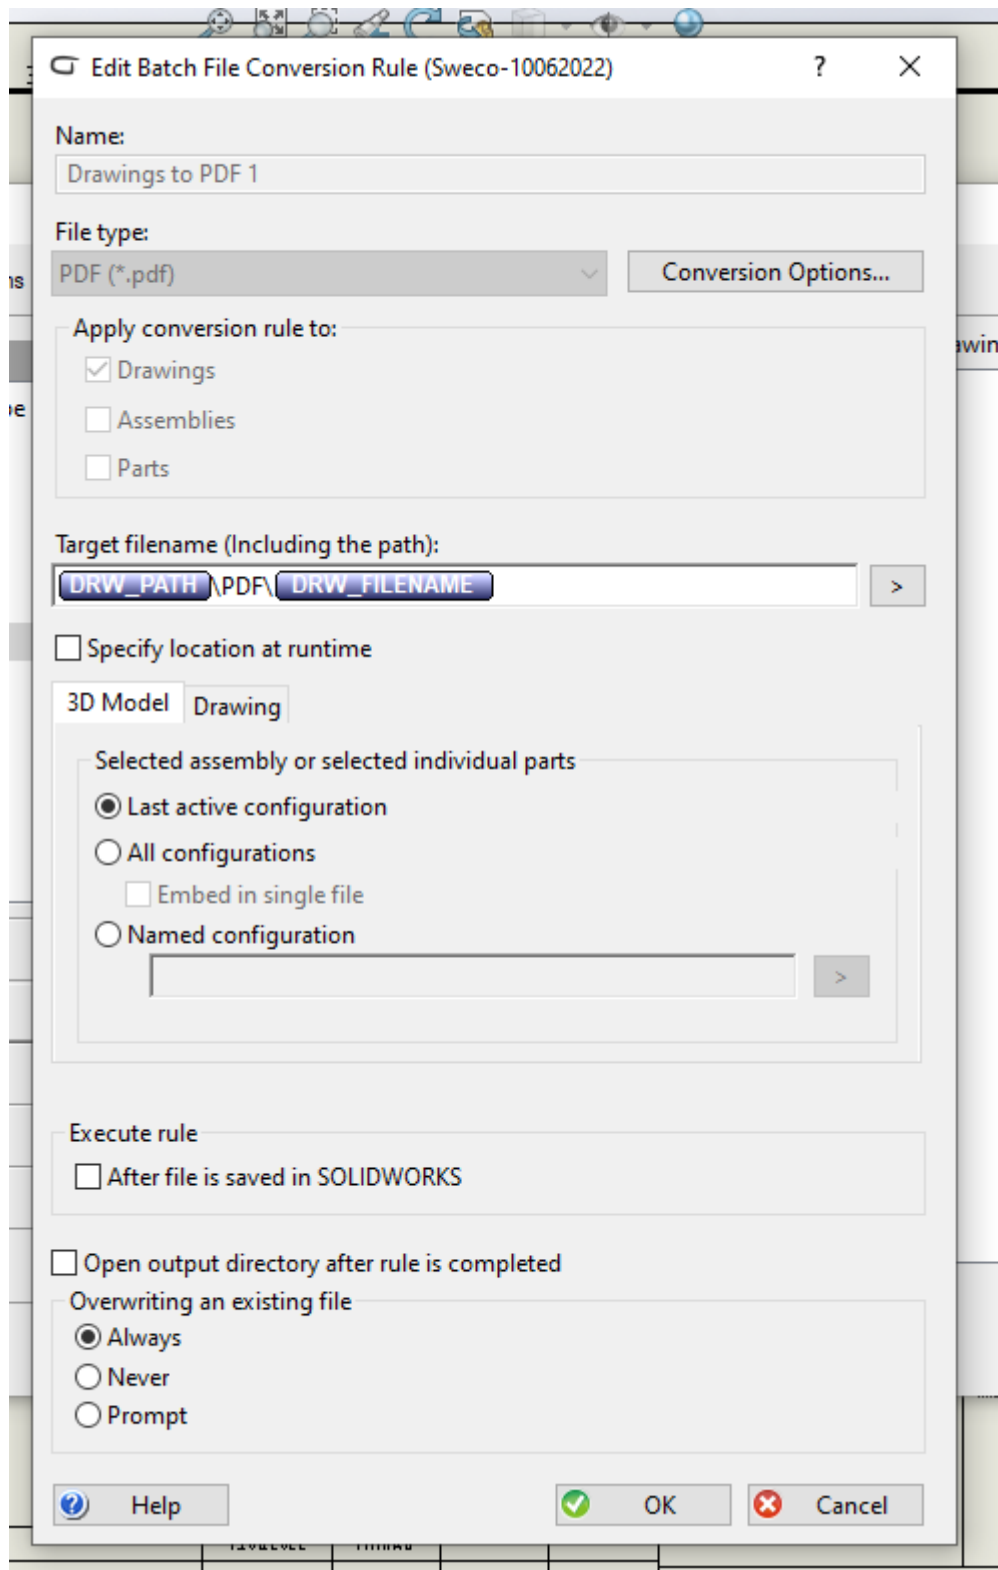 Edit Batch File Conversion Rule (Sweco-10062022) ?
Name:
Drawings to PDF 1
File type:
PDF (*.pdf)
Conversion Options...
Apply conversion rule to:
Drawings
Assemblies
Parts
Target filename (Including the path):
DRW_PATH \PDF\ DRW_FILENAME >
Specify location at runtime
3D Model Drawing
Selected assembly or selected individual parts
Last active configuration
All configurations
Embed in single file
Named configuration
>
Execute rule
After file is saved in SOLIDWORKS
Open output directory after rule is completed
Overwriting an existing file
Always
Never
Prompt
Help OK Cancel